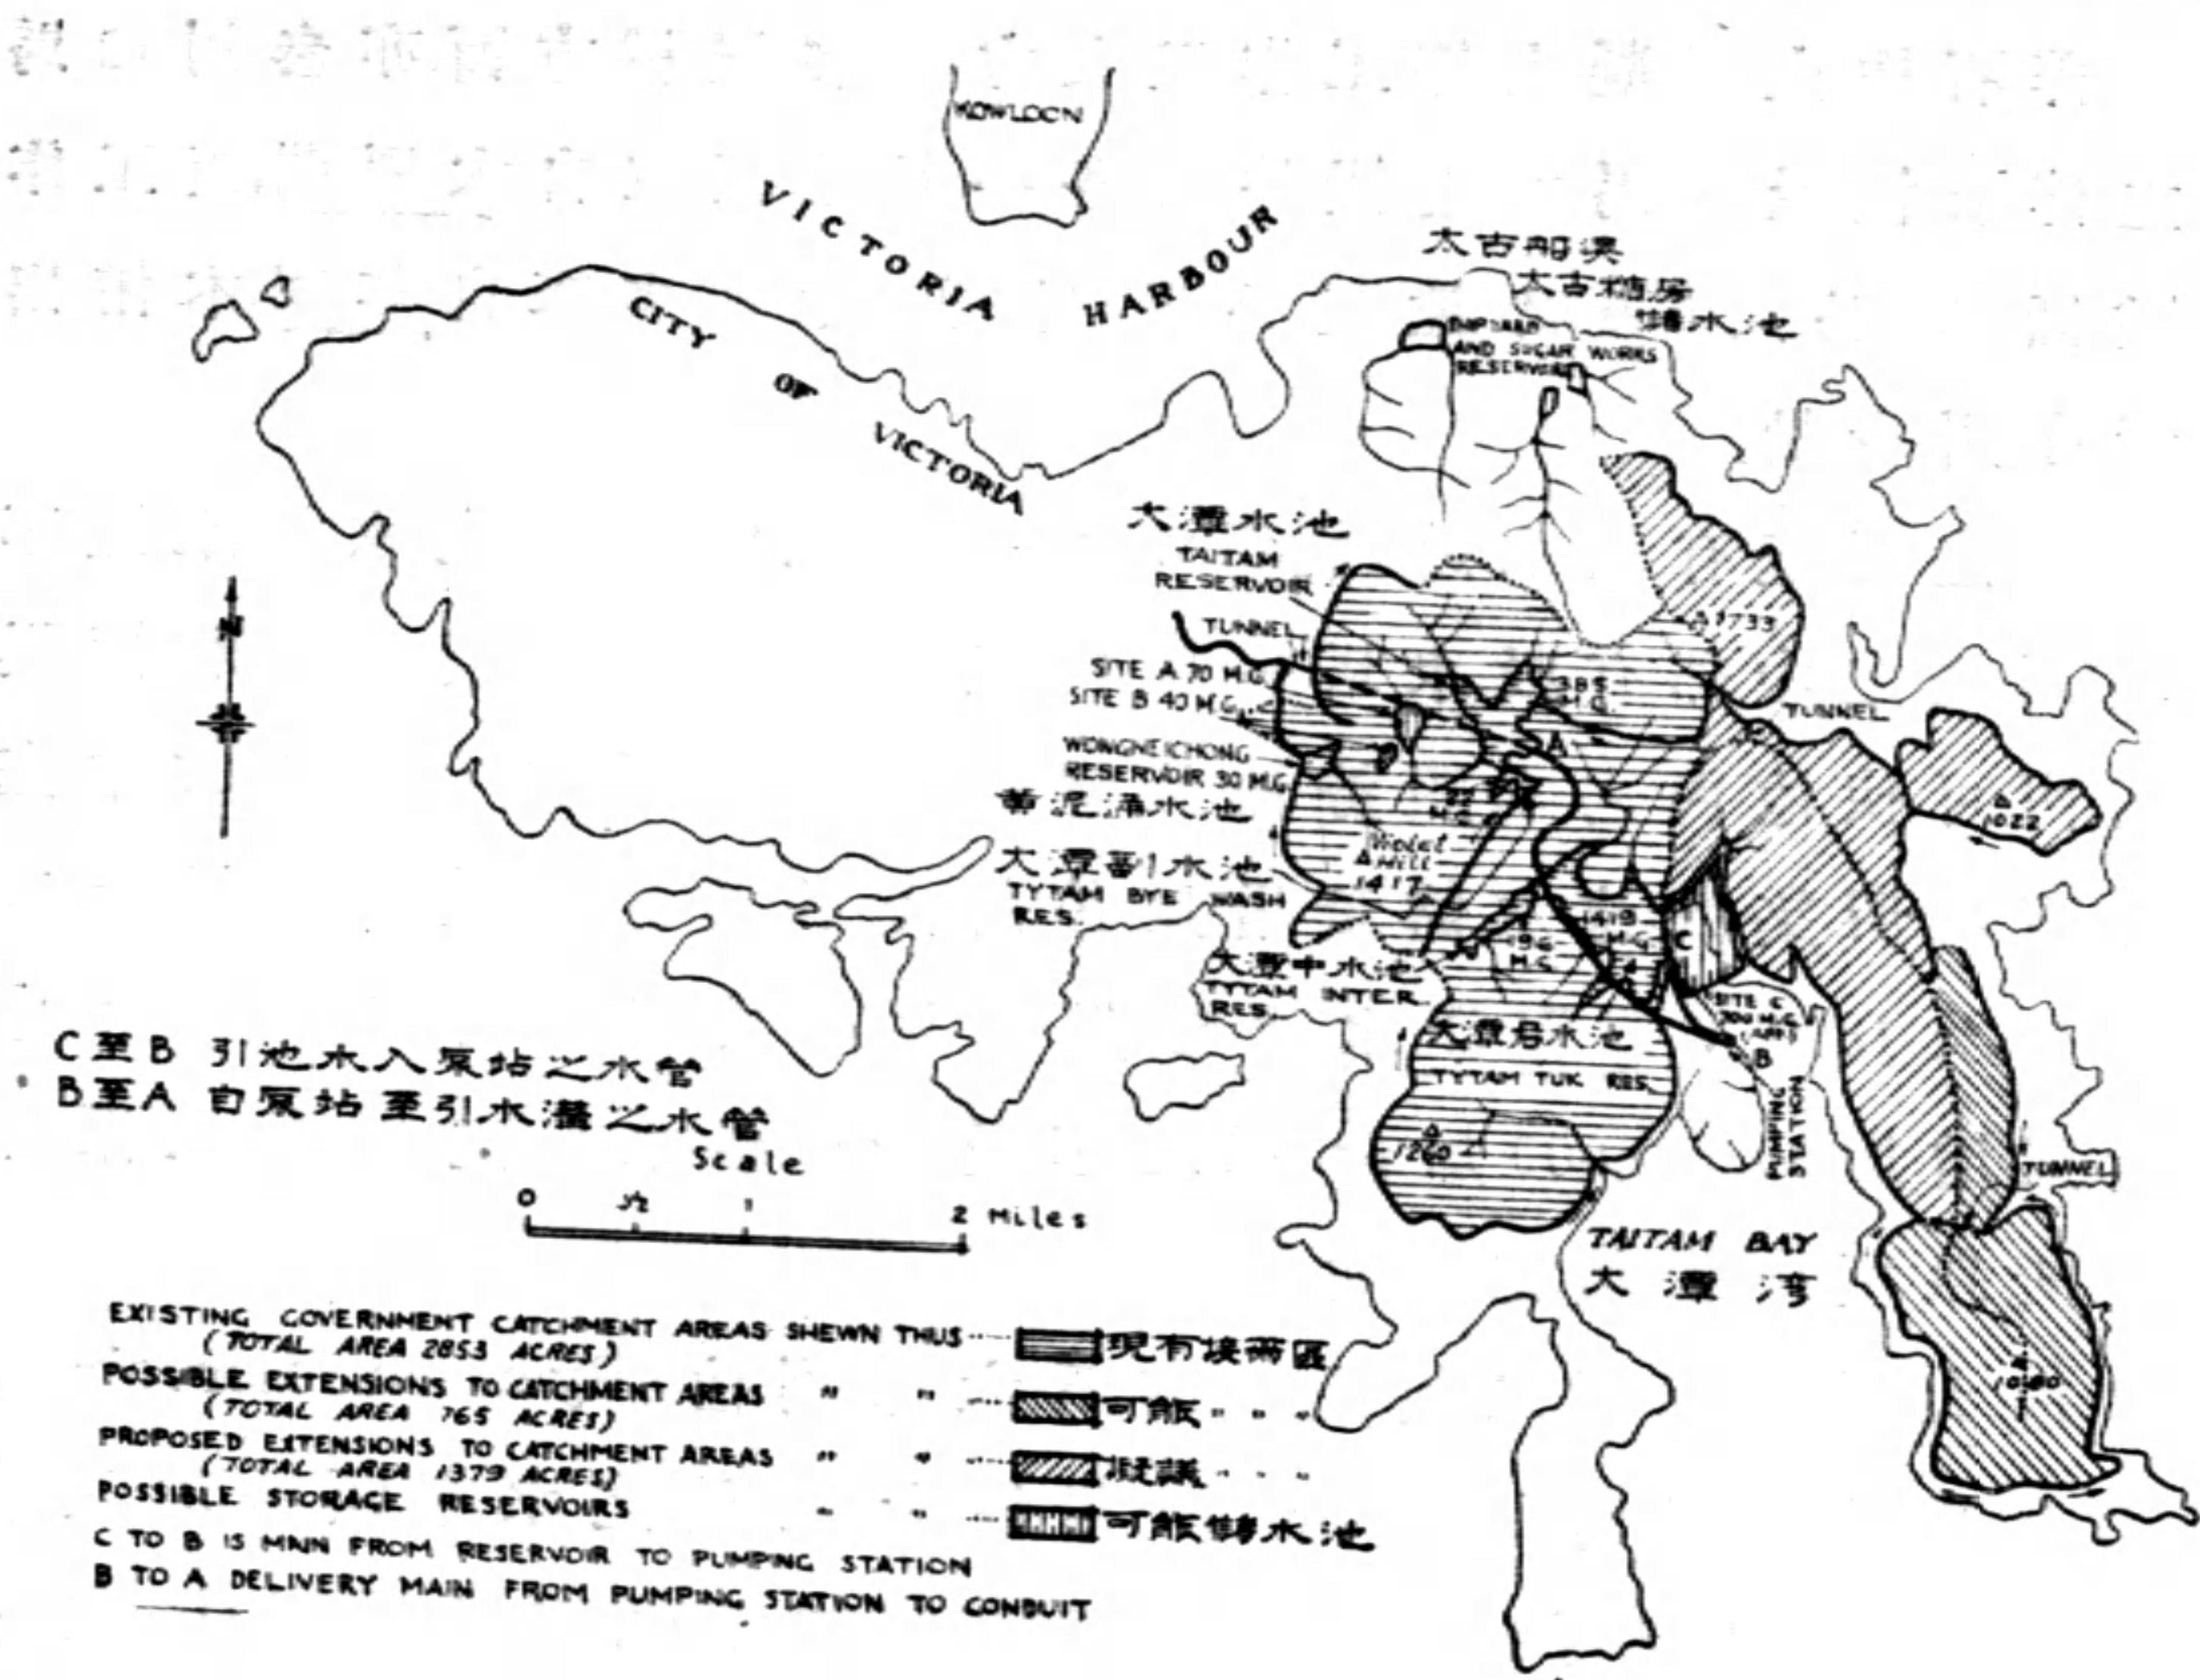 KOWLOON
VICTORIA HARBOUR
CITY OF VICTORIA
太古船澳
太古糖房
儲水池
SHIPYARD
AND SUGAR WORKS
RESERVOIRS
大潭水池
TAITAM
RESERVOIR
TUNNEL
SITE A 70 M.G.
SITE B 40 M.G.
WONGNEICHONG
RESERVOIR 30 M.G.
黃泥涌水池
大潭副水池
TYTAM BYE WASH
RES.
大潭中水池
TYTAM INTER.
RES.
大潭篤水池
TYTAM TUK RES.
1260
385
M.G.
A
22
M.G.
Violet
Hill
1417
1419
M.G.
196
M.G.
C
SITE C
B
PUMPING
STATION
1733
TUNNEL
1022
TUNNEL
TAITAM BAY
大潭湾
N
C至B 引池水入泵站之水管
B至A 自泵站至引水灌之水管
Scale
0 1/2 1 2 Miles
EXISTING GOVERNMENT CATCHMENT AREAS SHEWN THUS 現有接雨區
(TOTAL AREA 2853 ACRES)
POSSIBLE EXTENSIONS TO CATCHMENT AREAS " " 可能 " " "
(TOTAL AREA 765 ACRES)
PROPOSED EXTENSIONS TO CATCHMENT AREAS " " 擬議 " " "
(TOTAL AREA 1379 ACRES)
POSSIBLE STORAGE RESERVOIRS " " 可能儲水池
C TO B IS MAIN FROM RESERVOIR TO PUMPING STATION
B TO A DELIVERY MAIN FROM PUMPING STATION TO CONDUIT